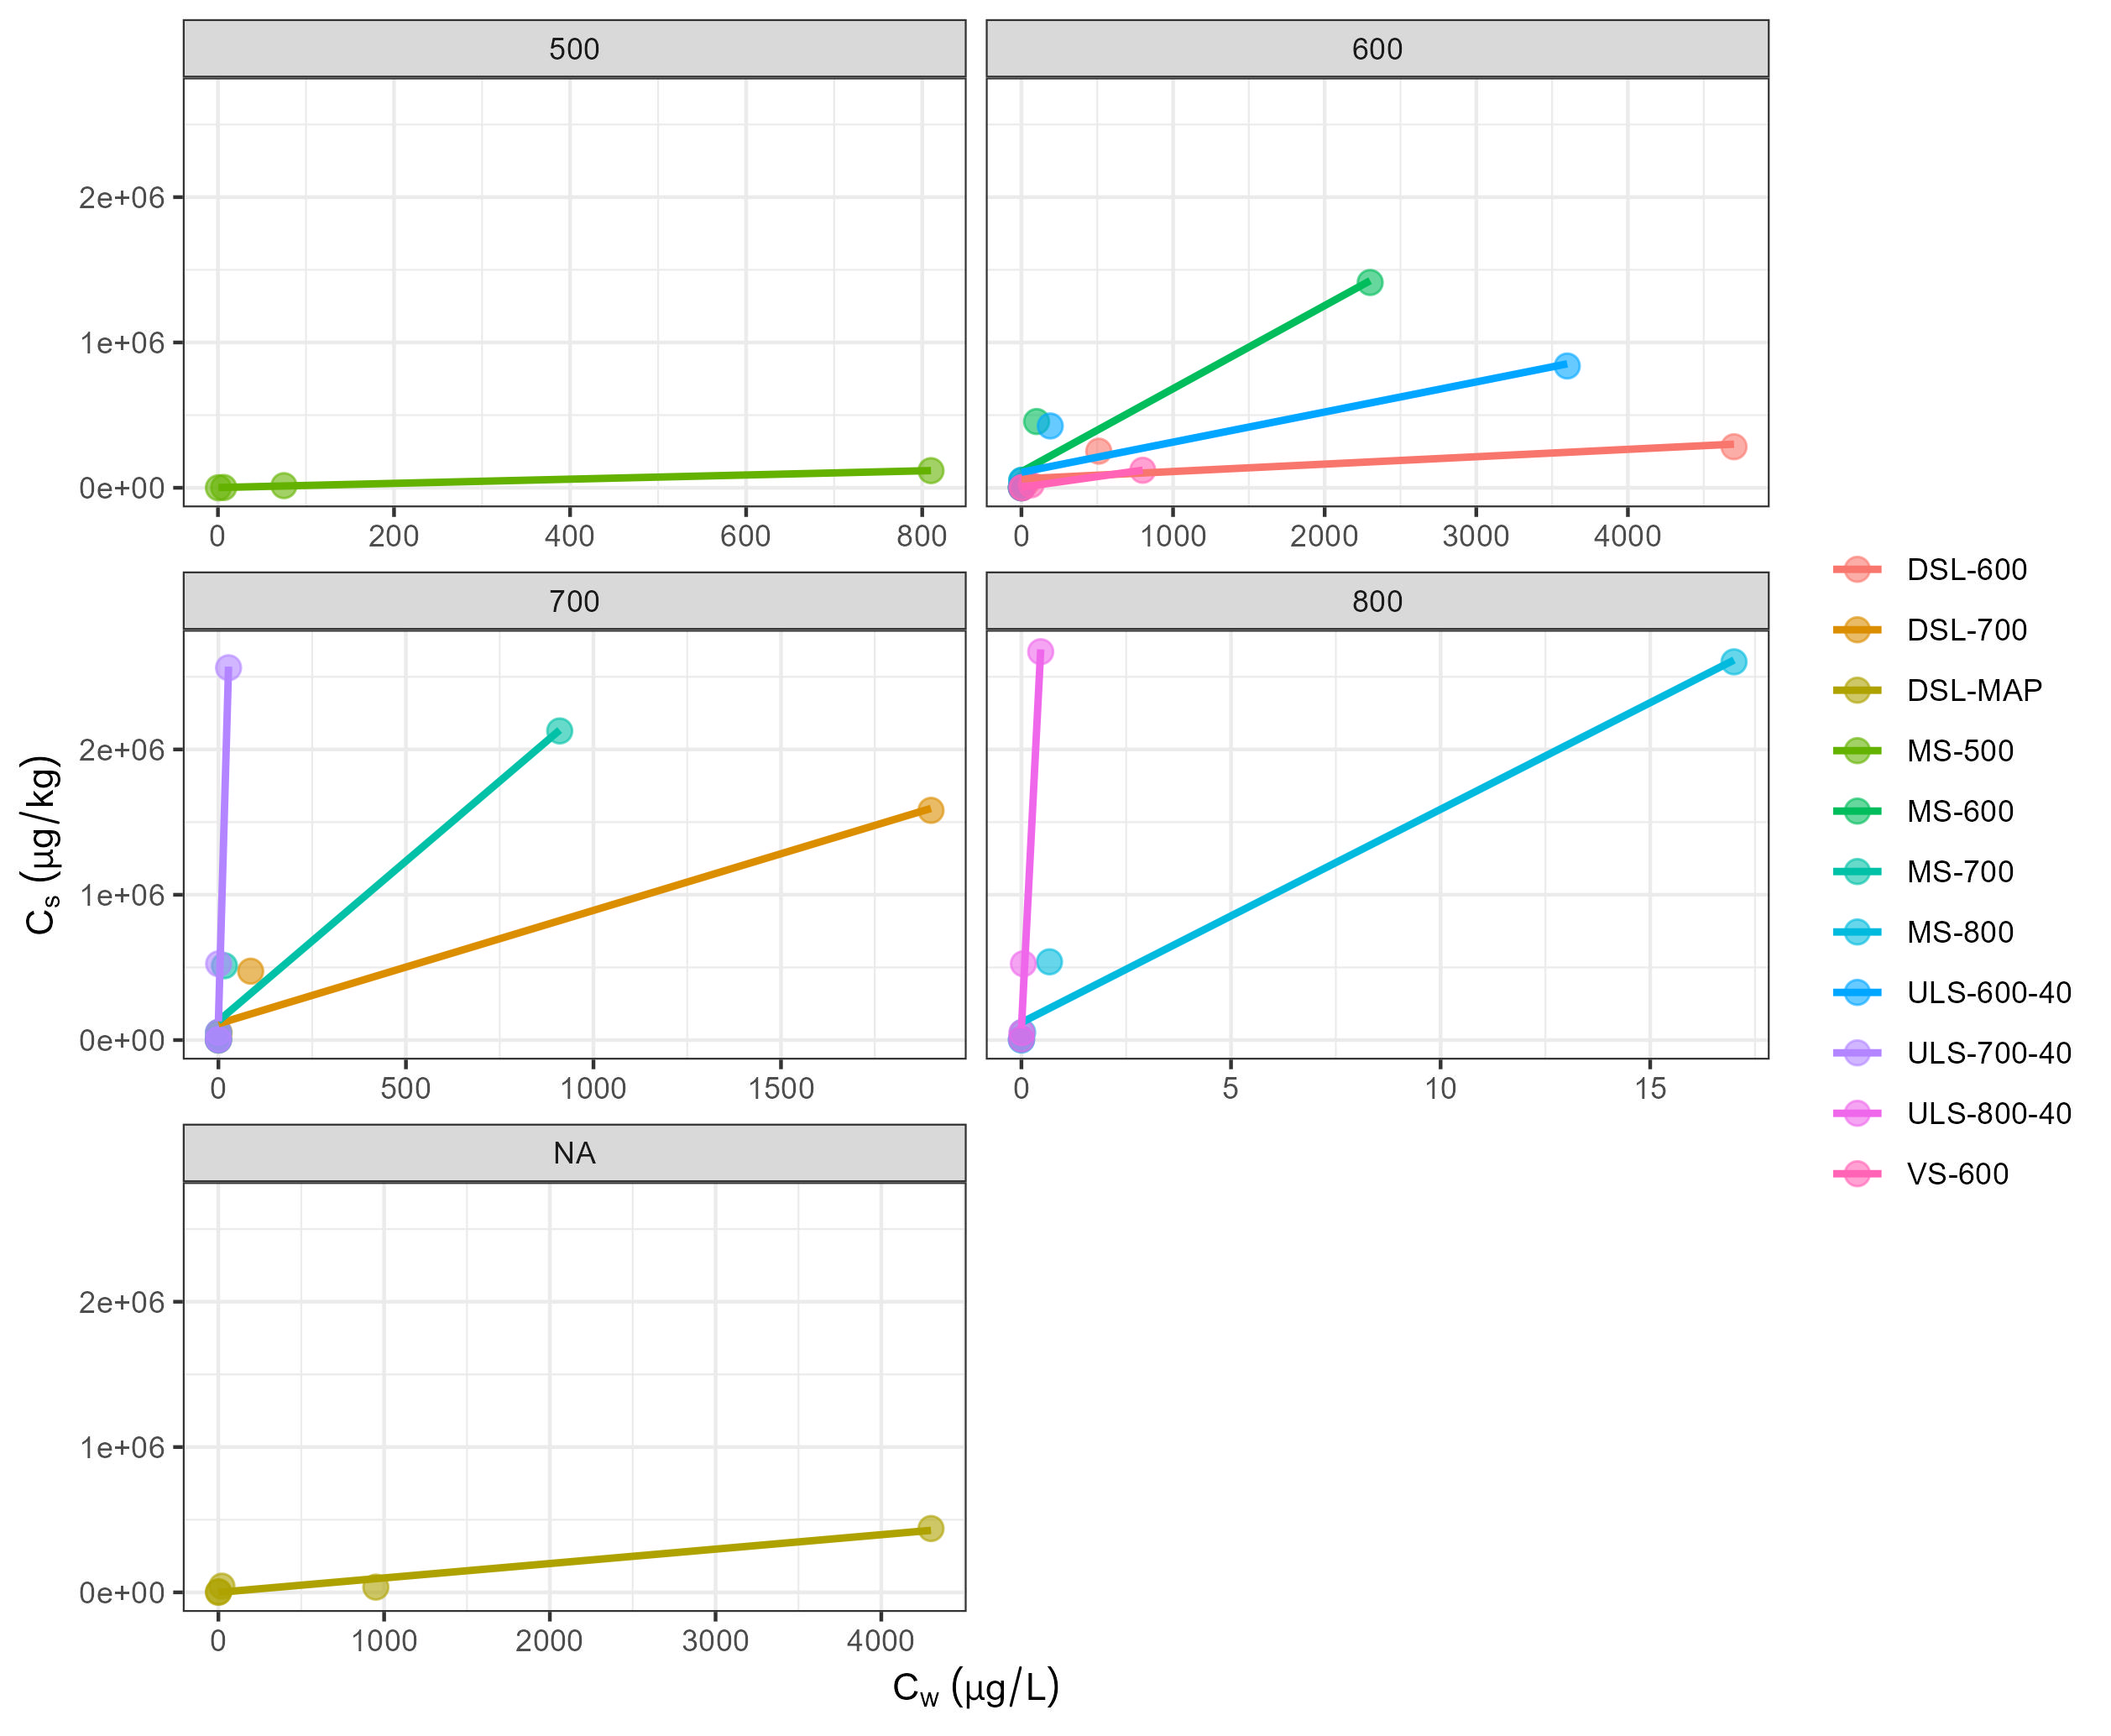 500
600
2e+06
1e+06
0e+00
0 200 400 600 800
0 1000 2000 3000 4000
700
800
2e+06
1e+06
0e+00
0 500 1000 1500
0 5 10 15
NA
2e+06
1e+06
0e+00
0 1000 2000 3000 4000
Cs (µg/kg)
Cw (µg/L)
DSL-600
DSL-700
DSL-MAP
MS-500
MS-600
MS-700
MS-800
ULS-600-40
ULS-700-40
ULS-800-40
VS-600